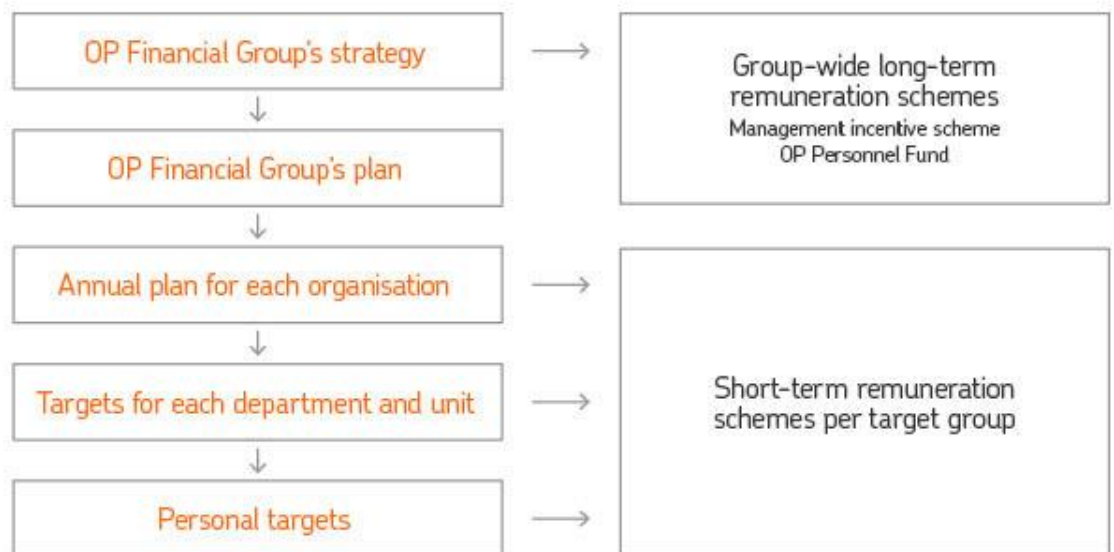 OP Financial Group's strategy
OP Financial Group's plan
Annual plan for each organisation
Targets for each department and unit
Personal targets
Group-wide long-term
remuneration schemes
Management incentive scheme
OP Personnel Fund
Short-term remuneration
schemes per target group